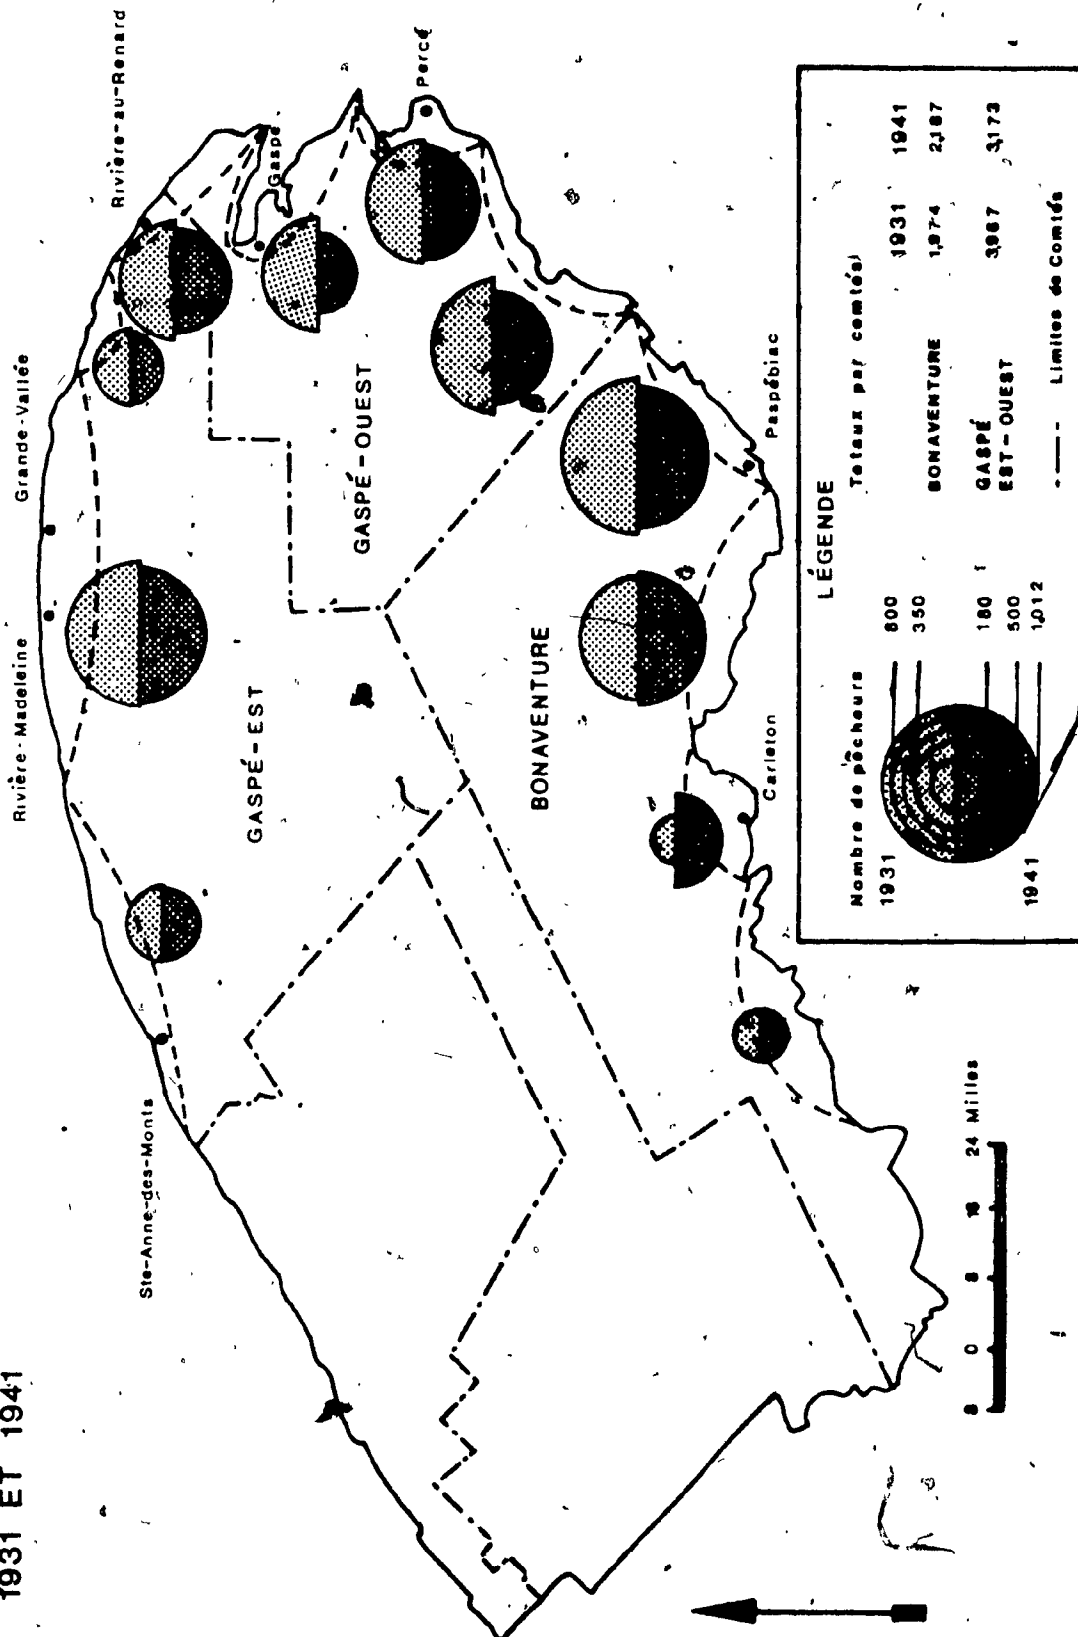 1931 ET 1941
Ste-Anne-des-Monts
Rivière-Madeleine
Grande-Vallée
Rivière-au-Renard
Gaspé
Percé
GASPÉ-EST
GASPÉ-OUEST
BONAVENTURE
Carleton
Paspébiac
8 0 8 16 24 Milles
LÉGENDE
Nombre de pêcheurs
1931
800
350
180
500
1,012
1941
Totaux par comtés
1931 1941
BONAVENTURE 1,974 2,187
GASPÉ
EST-OUEST 3,967 3,173
Limites de Comtés